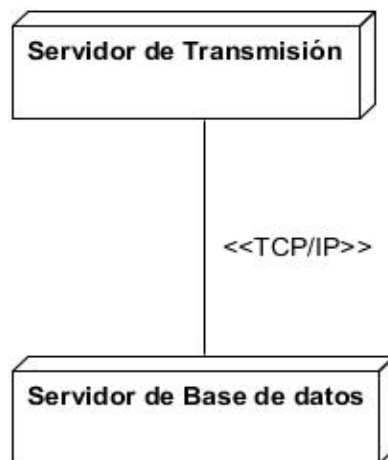 Servidor de Transmisión
<<TCP/IP>>
Servidor de Base de datos